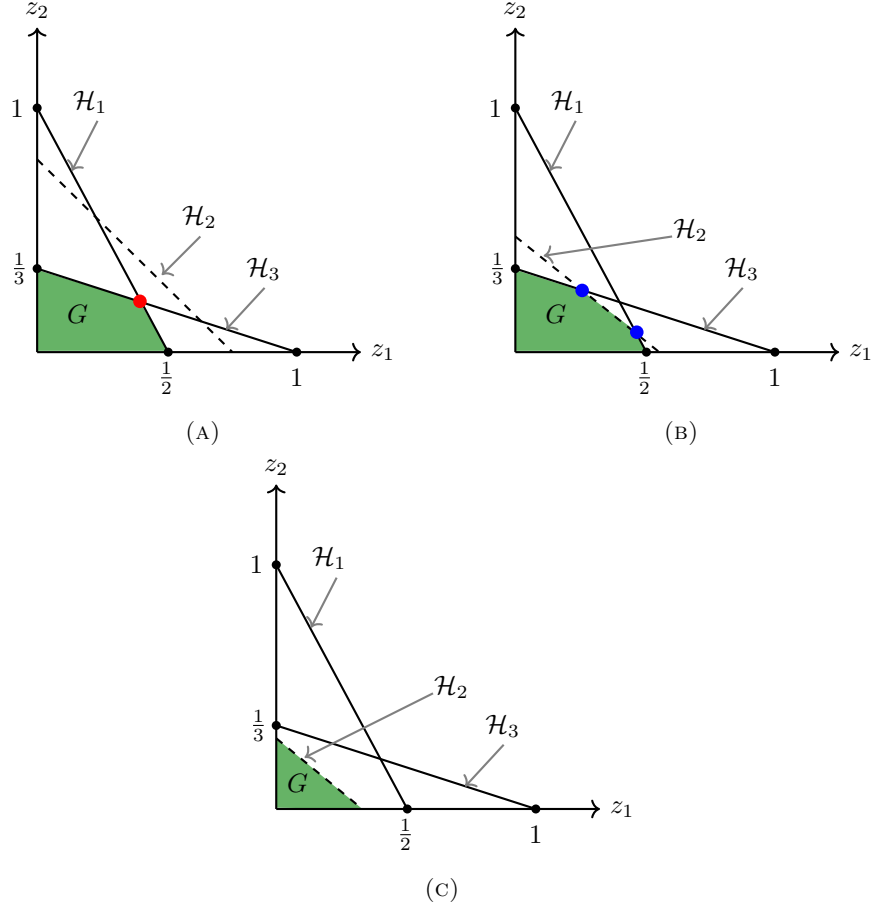 z₂
z₂
1
ℋ₁
1
ℋ₁
ℋ₂
ℋ₂
1/3
ℋ₃
1/3
ℋ₃
G
G
z₁
z₁
1/2
1
1/2
1
(A)
(B)
z₂
1
ℋ₁
ℋ₂
1/3
ℋ₃
G
z₁
1/2
1
(C)